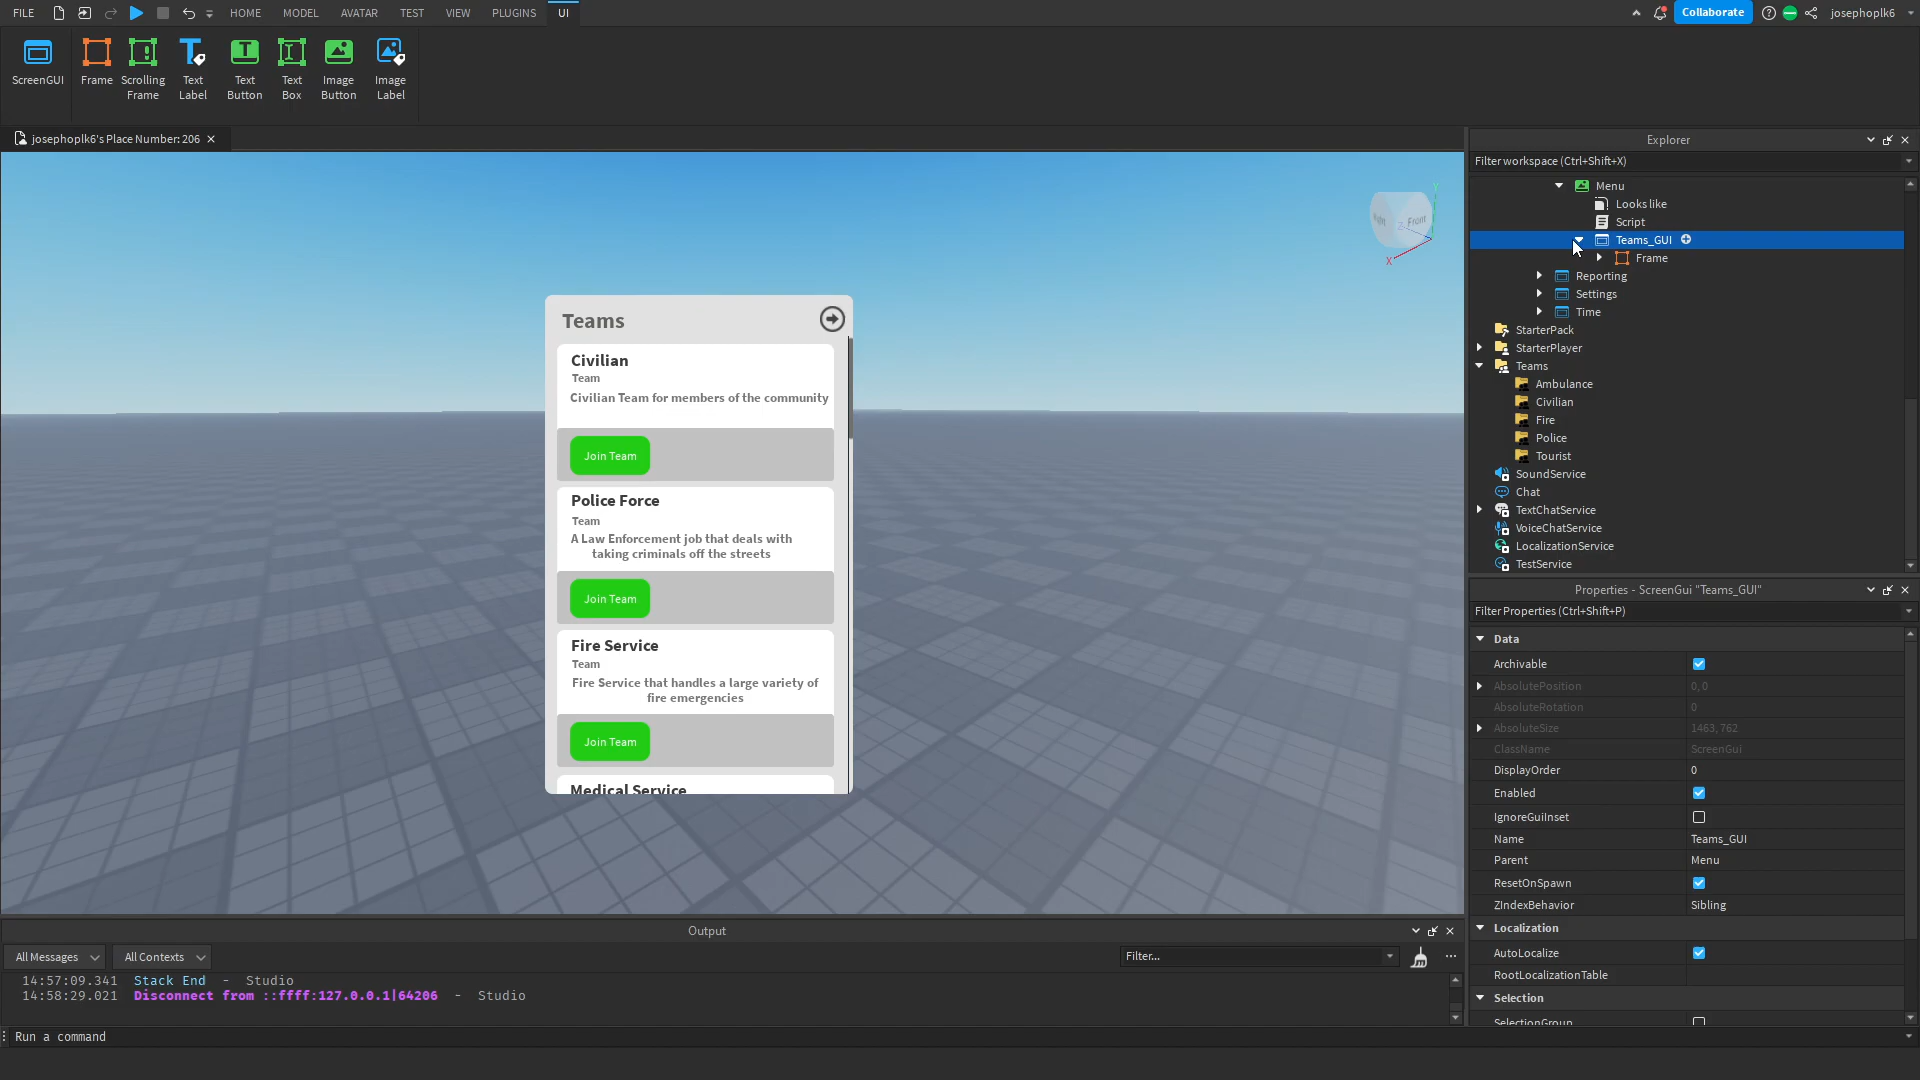 FILE HOME MODEL AVATAR TEST VIEW PLUGINS UI Collaborate josephoplk6
ScreenGUI Frame Scrolling Frame Text Label Text Button Text Box Image Button Image Label
josephoplk6's Place Number: 206
Explorer
Filter workspace (Ctrl+Shift+X)
Menu
Looks like
Script
Teams_GUI
Frame
Reporting
Settings
Time
StarterPack
StarterPlayer
Teams
Ambulance
Civilian
Fire
Police
Tourist
SoundService
Chat
TextChatService
VoiceChatService
LocalizationService
TestService
Right Front
Y
Z
X
Teams
Civilian
Team
Civilian Team for members of the community
Join Team
Police Force
Team
A Law Enforcement job that deals with
taking criminals off the streets
Join Team
Fire Service
Team
Fire Service that handles a large variety of
fire emergencies
Join Team
Medical Service
Properties - ScreenGui "Teams_GUI"
Filter Properties (Ctrl+Shift+P)
Data
Archivable
AbsolutePosition 0, 0
AbsoluteRotation 0
AbsoluteSize 1463, 762
ClassName ScreenGui
DisplayOrder 0
Enabled
IgnoreGuiInset
Name Teams_GUI
Parent Menu
ResetOnSpawn
ZIndexBehavior Sibling
Localization
AutoLocalize
RootLocalizationTable
Selection
SelectionGroup
Output
All Messages All Contexts Filter...
14:57:09.341 Stack End - Studio
14:58:29.021 Disconnect from ::ffff:127.0.0.1|64206 - Studio
Run a command